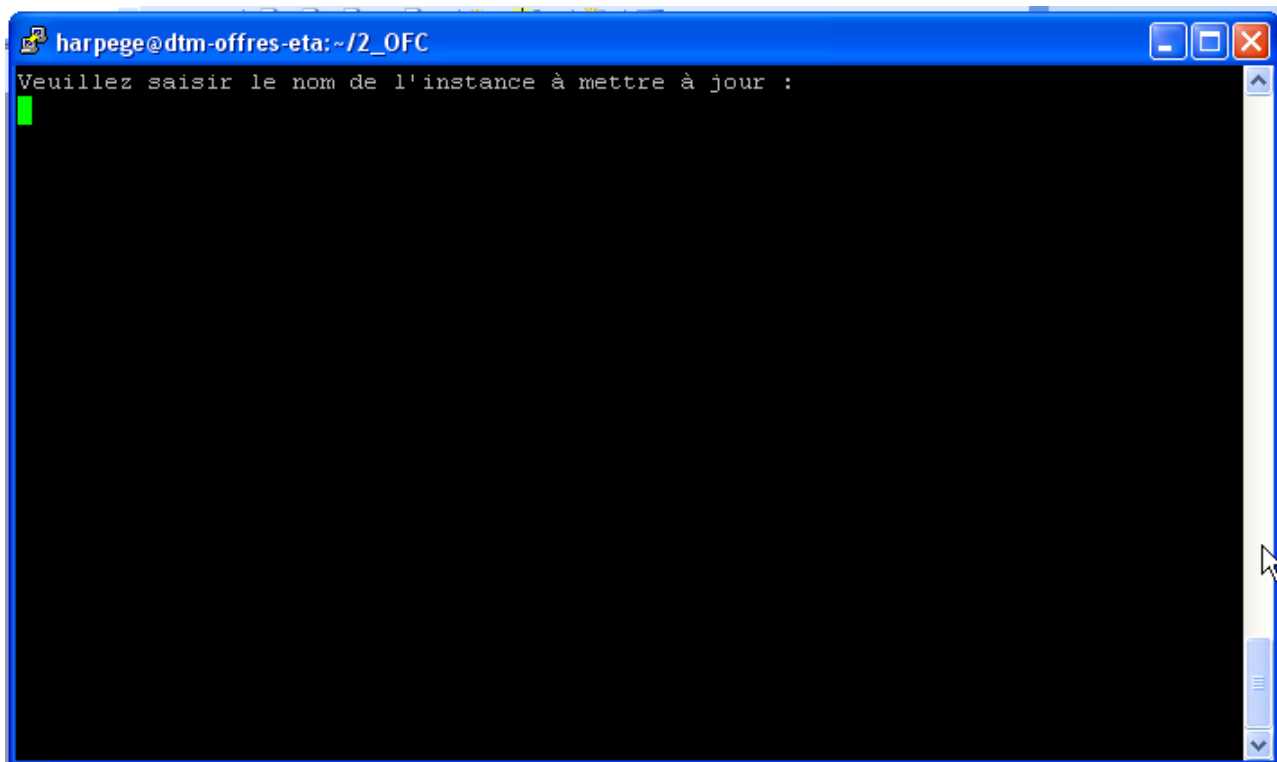 harpege@dtm-offres-eta:~/2_OFC
Veuillez saisir le nom de l'instance à mettre à jour :